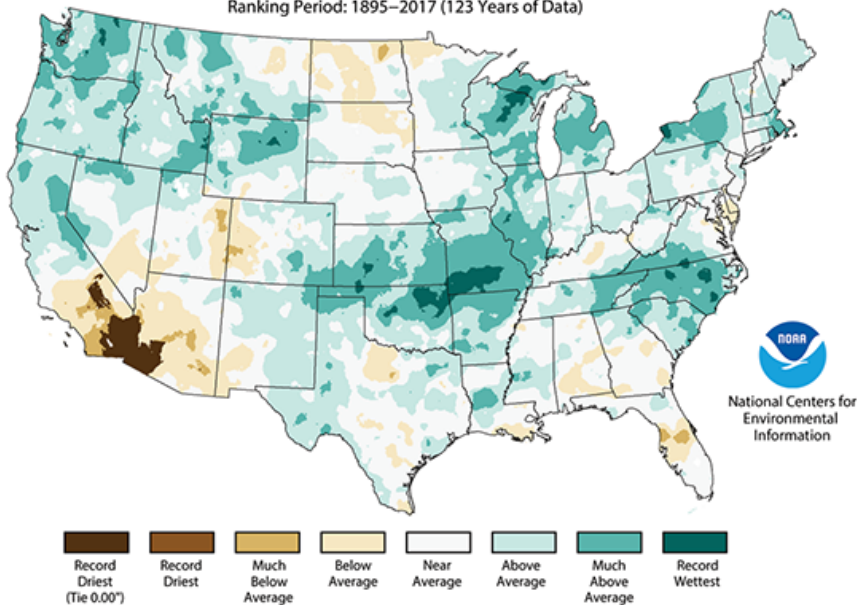 Ranking Period: 1895–2017 (123 Years of Data)
NOAA
National Centers for
Environmental
Information
Record
Driest
(Tie 0.00")
Record
Driest
Much
Below
Average
Below
Average
Near
Average
Above
Average
Much
Above
Average
Record
Wettest